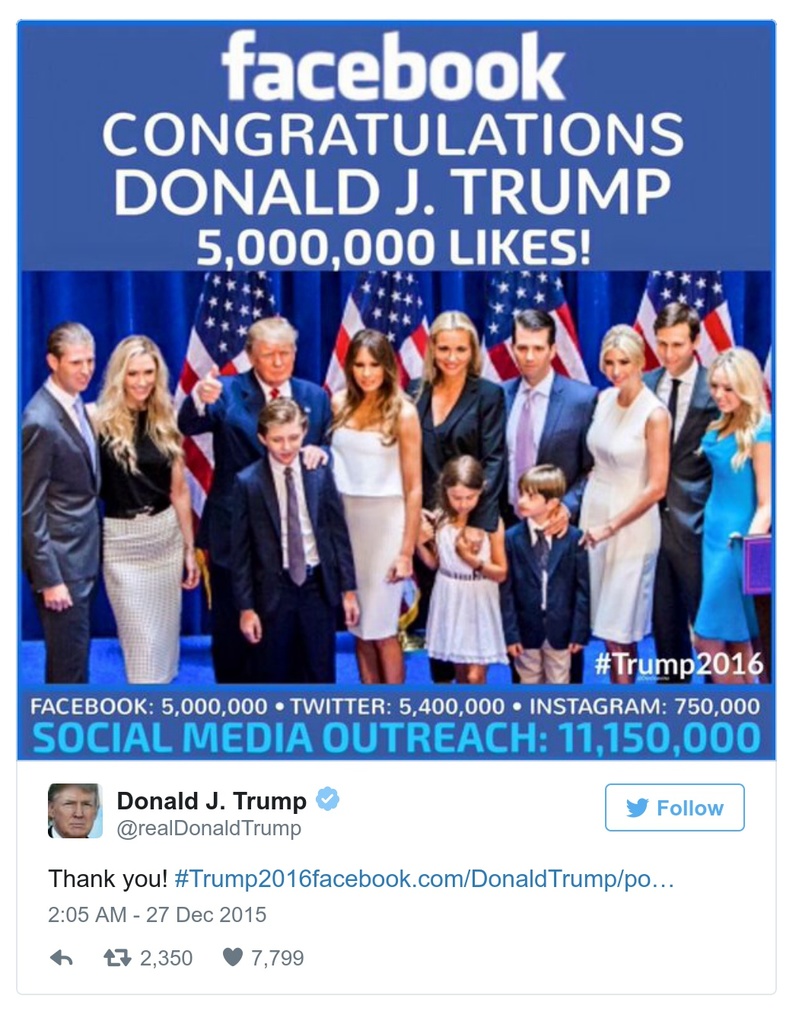 facebook
CONGRATULATIONS
DONALD J. TRUMP
5,000,000 LIKES!
#Trump2016
FACEBOOK: 5,000,000 • TWITTER: 5,400,000 • INSTAGRAM: 750,000
SOCIAL MEDIA OUTREACH: 11,150,000
Donald J. Trump
Follow
@realDonaldTrump
Thank you! #Trump2016facebook.com/DonaldTrump/po…
2:05 AM - 27 Dec 2015
2,350 7,799